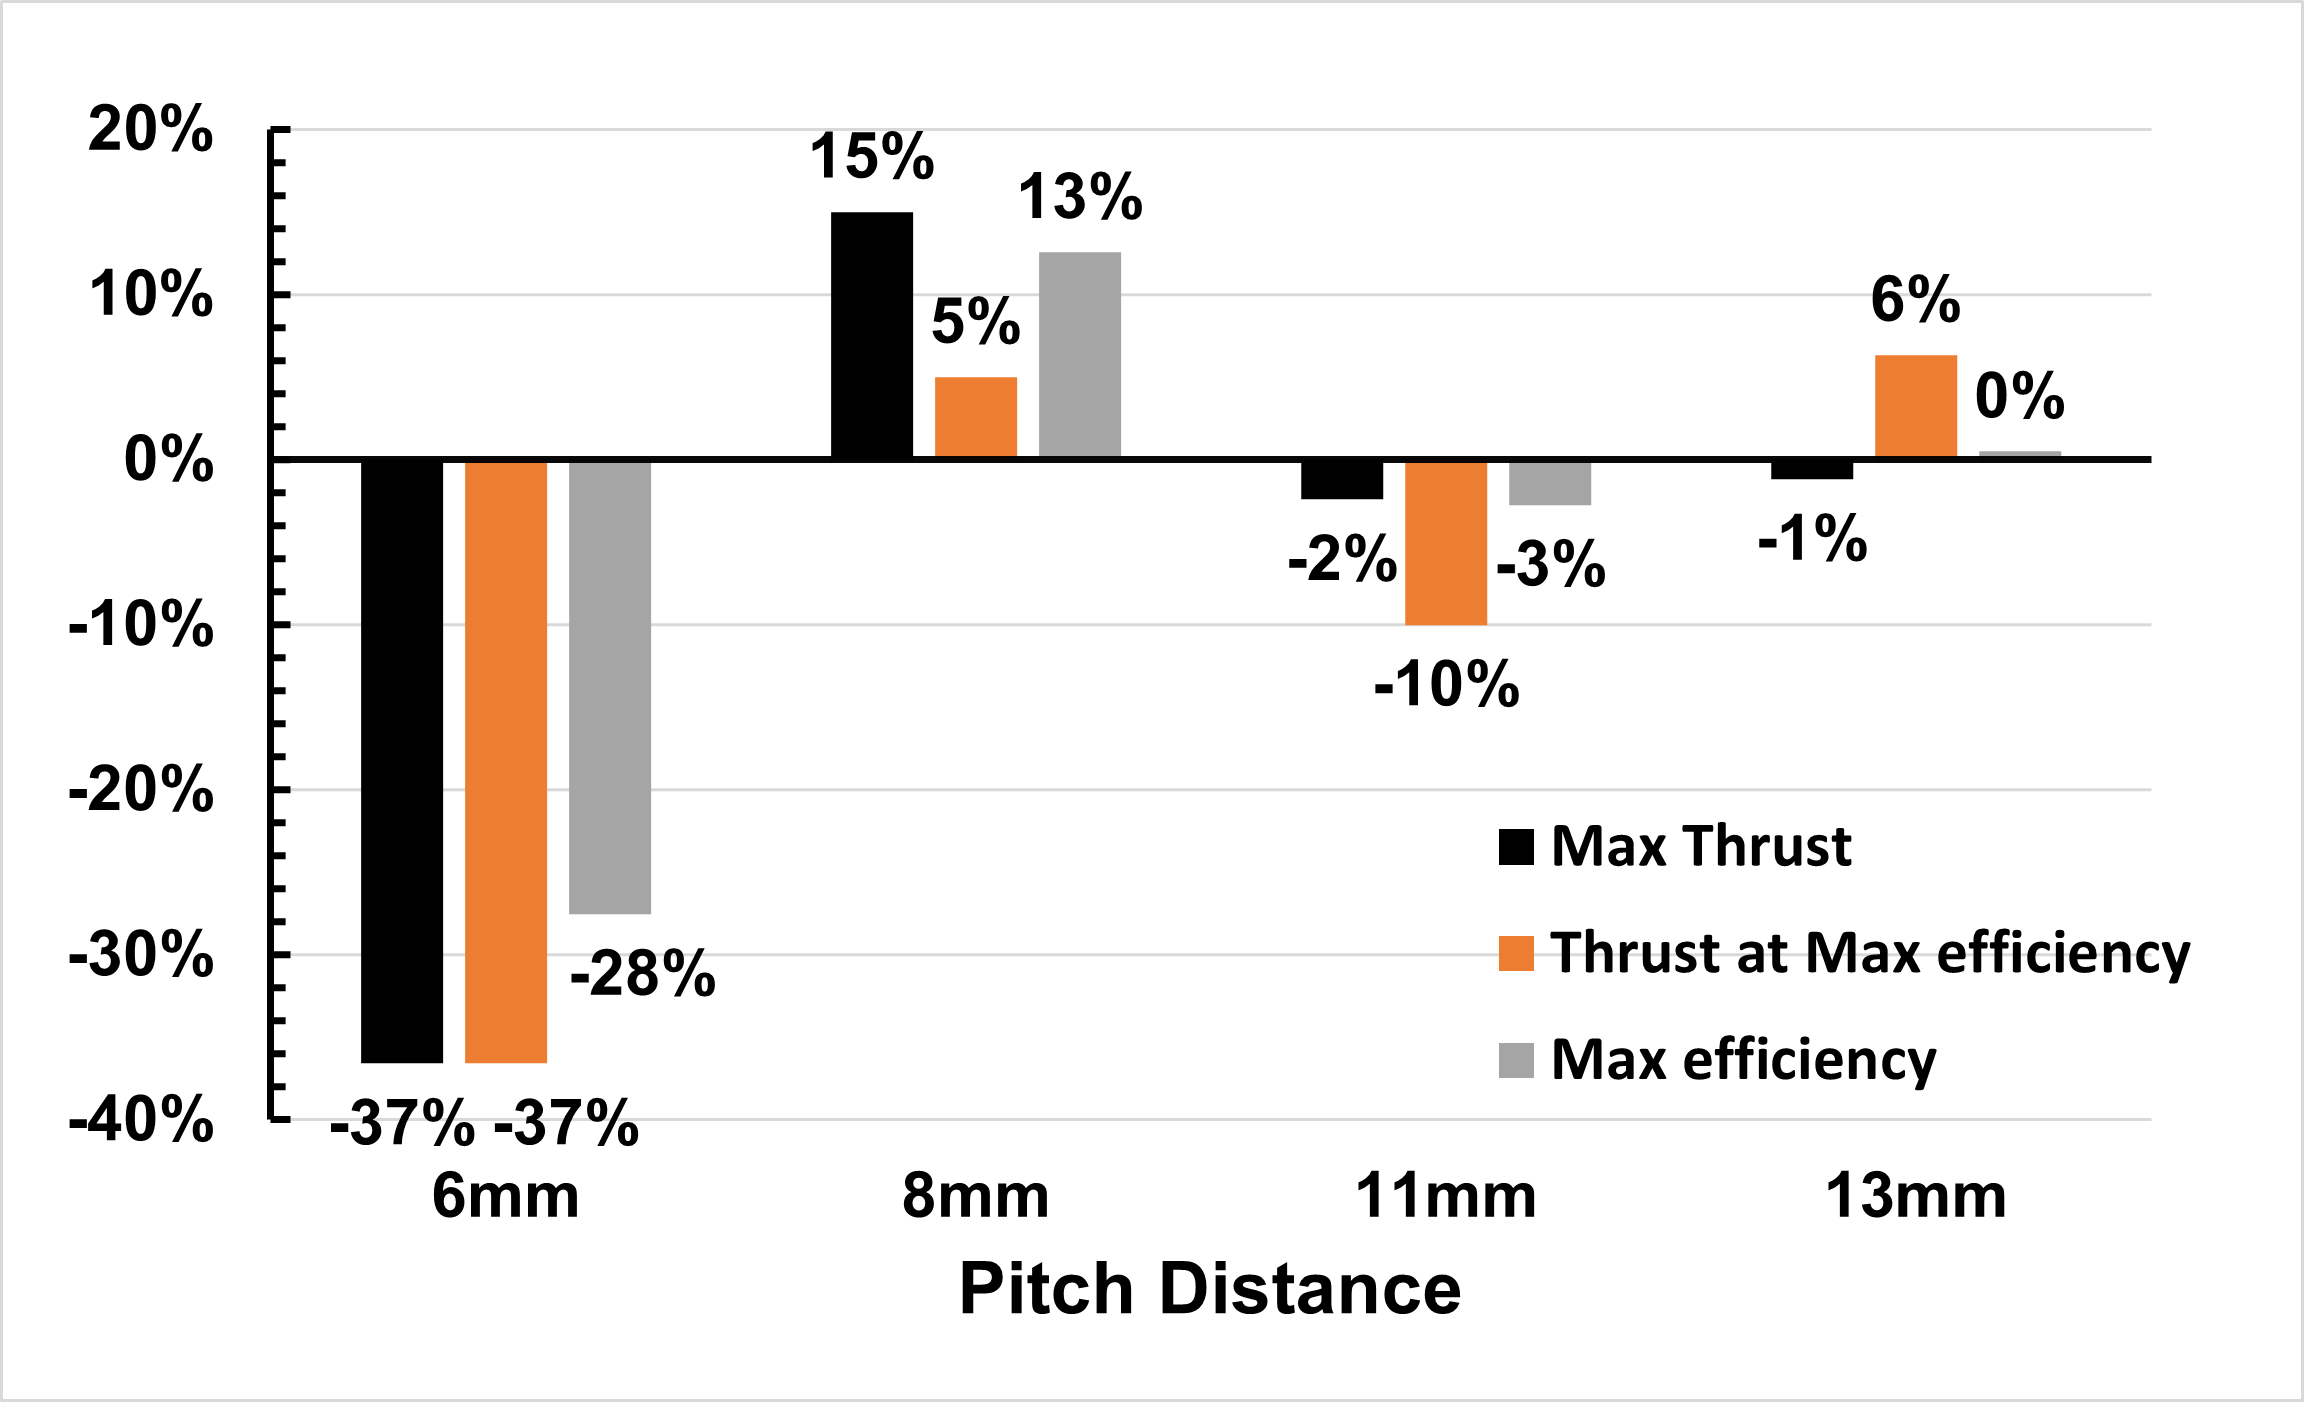 20%
10%
0%
-10%
-20%
-30%
-40%
15%
5%
13%
6%
0%
-2%
-10%
-3%
-1%
-28%
-37%
-37%
Max Thrust
Thrust at Max efficiency
Max efficiency
6mm
8mm
11mm
13mm
Pitch Distance